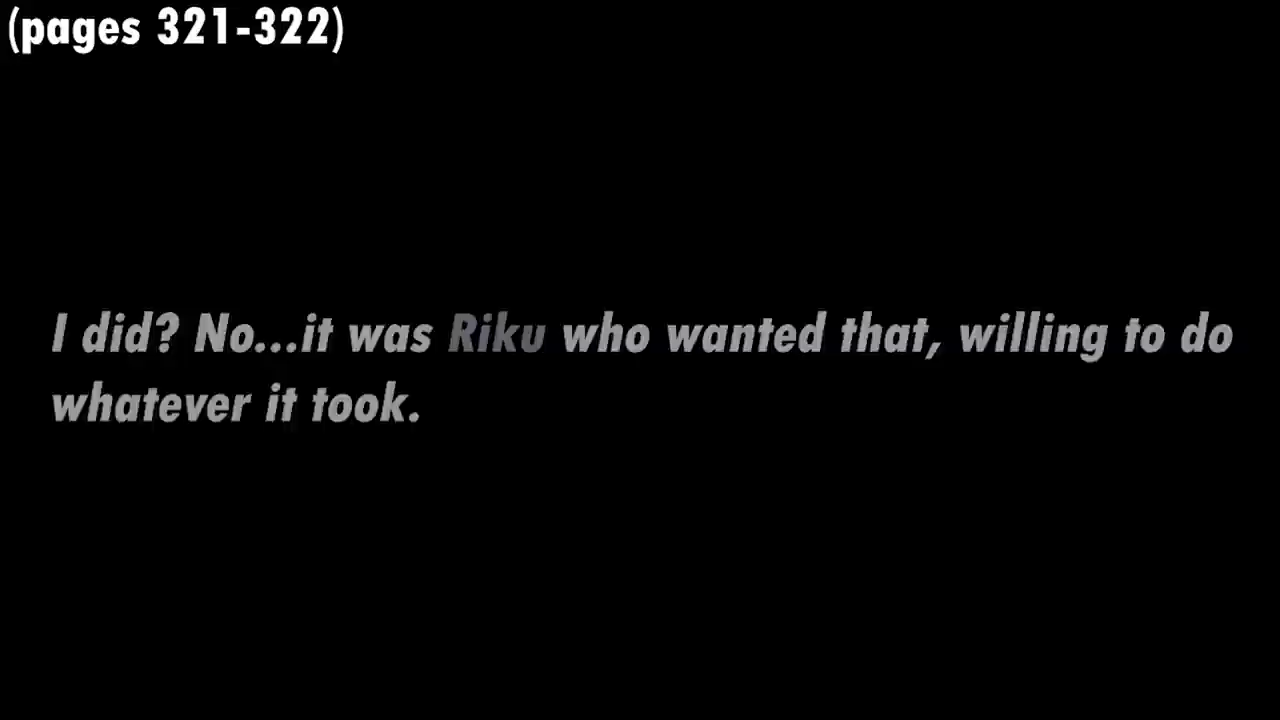 (pages 321-322)
I did? No...it was Riku who wanted that, willing to do
whatever it took.